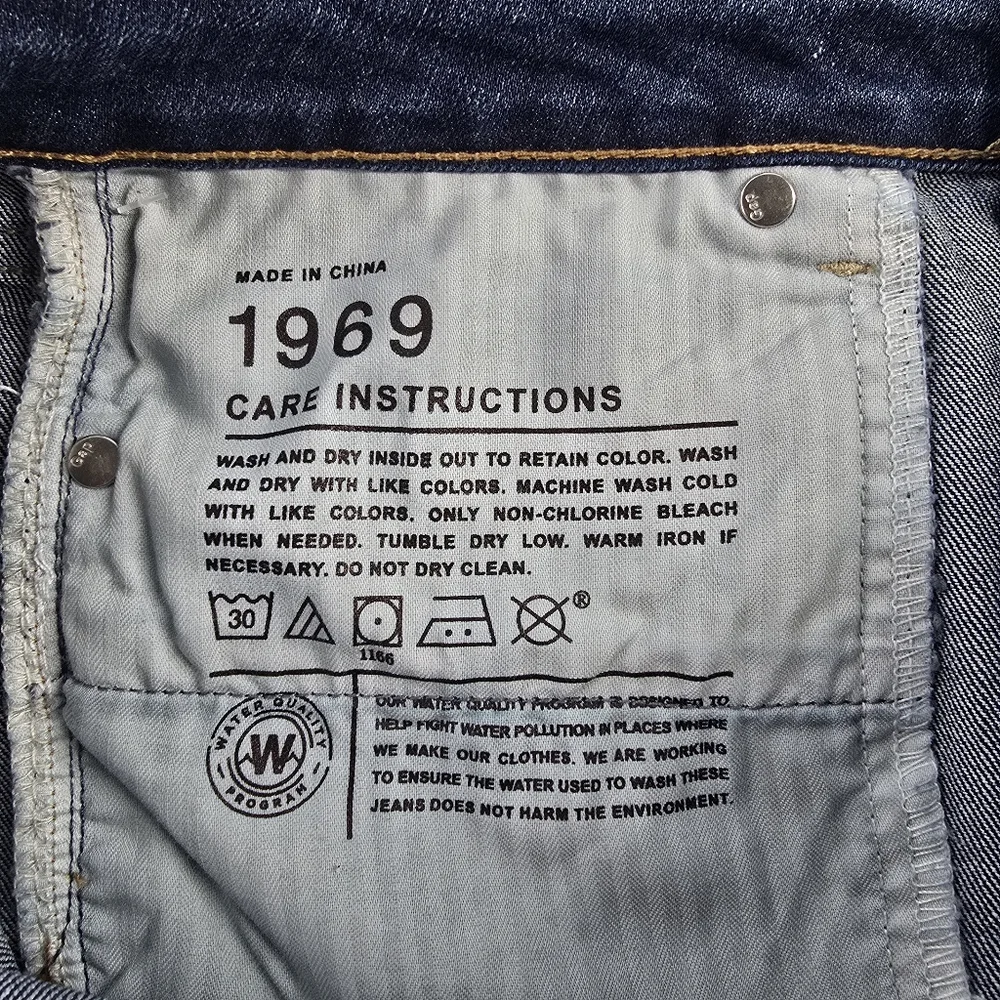 Gap
MADE IN CHINA
1969
CARE INSTRUCTIONS
Gap
WASH AND DRY INSIDE OUT TO RETAIN COLOR. WASH
AND DRY WITH LIKE COLORS. MACHINE WASH COLD
WITH LIKE COLORS. ONLY NON-CHLORINE BLEACH
WHEN NEEDED. TUMBLE DRY LOW. WARM IRON IF
NECESSARY. DO NOT DRY CLEAN.
30
®
1166
WATER QUALITY
W
PROGRAM
OUR WATER QUALITY PROGRAM IS DESIGNED TO
HELP FIGHT WATER POLLUTION IN PLACES WHERE
WE MAKE OUR CLOTHES. WE ARE WORKING
TO ENSURE THE WATER USED TO WASH THESE
JEANS DOES NOT HARM THE ENVIRONMENT.